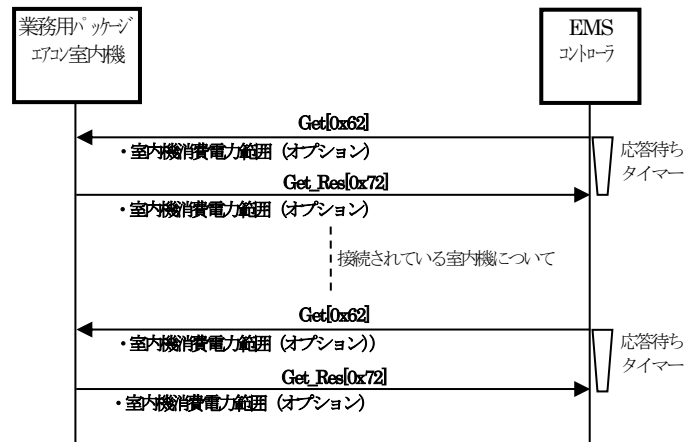 業務用パッケージ
エアコン室内機
EMS
コントローラ
Get[0x62]
・室内機消費電力範囲（オプション）
応答待ち
タイマー
Get_Res[0x72]
・室内機消費電力範囲（オプション）
接続されている室内機について
Get[0x62]
・室内機消費電力範囲（オプション））
応答待ち
タイマー
Get_Res[0x72]
・室内機消費電力範囲（オプション）